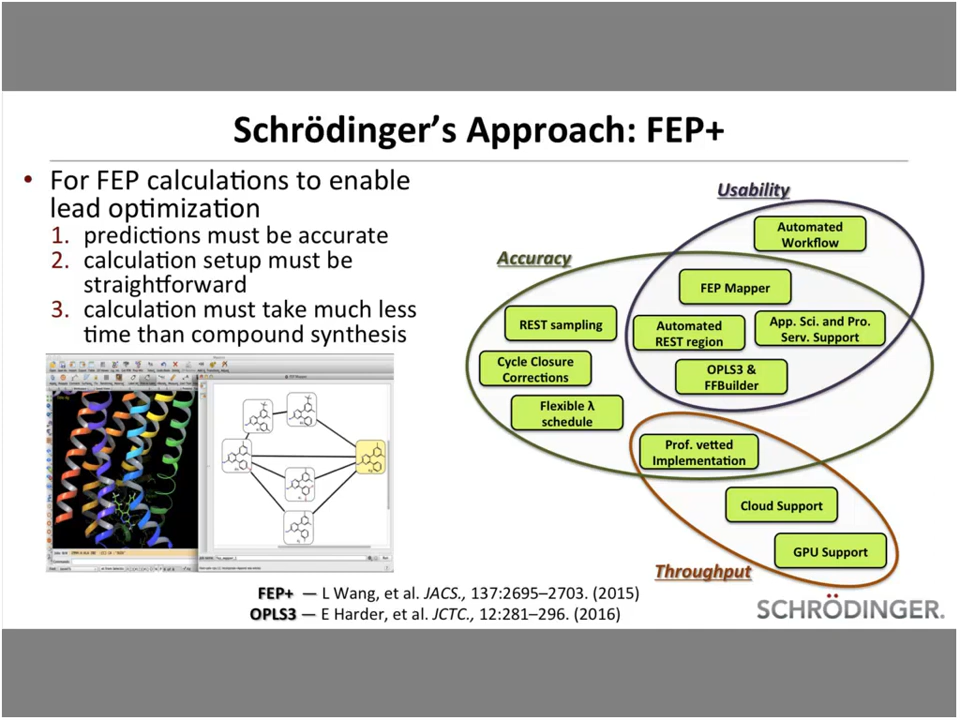 Schrödinger's Approach: FEP+
• For FEP calculations to enable
lead optimization
1. predictions must be accurate
2. calculation setup must be
straightforward
3. calculation must take much less
time than compound synthesis
Usability
Automated
Workflow
Accuracy
FEP Mapper
REST sampling
Automated
REST region
App. Sci. and Pro.
Serv. Support
Cycle Closure
Corrections
OPLS3 &
FFBuilder
Flexible λ
schedule
Prof. vetted
Implementation
Cloud Support
GPU Support
Throughput
FEP+ — L Wang, et al. JACS., 137:2695–2703. (2015)
OPLS3 — E Harder, et al. JCTC., 12:281–296. (2016)
SCHRÖDINGER.